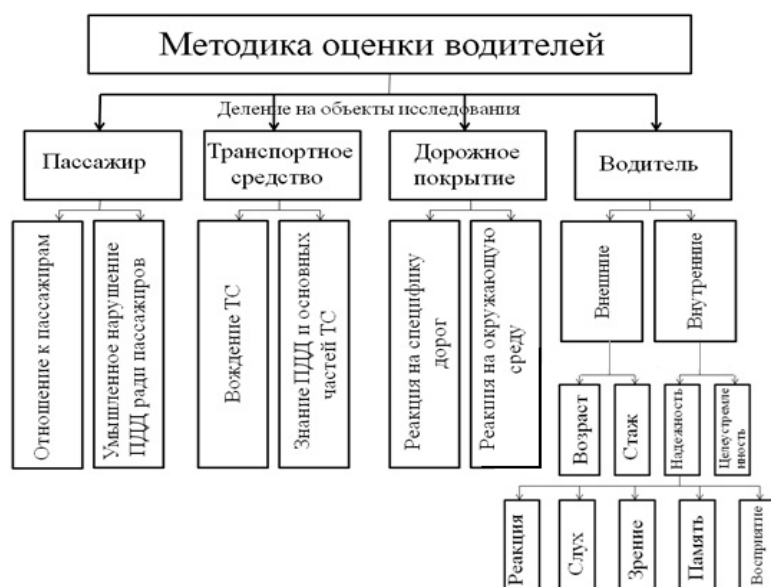 Методика оценки водителей
Деление на объекты исследования
Пассажир
Транспортное
средство
Дорожное
покрытие
Водитель
Отношение к пассажирам
Умышленное нарушение
ПДД ради пассажиров
Вождение ТС
Знание ПДД и основных
частей ТС
Реакция на специфику
дорог
Реакция на окружающую
среду
Внешние
Внутренние
Возраст
Стаж
Надежность
Целеустремле
нность
Реакция
Слух
Зрение
Память
Восприятие